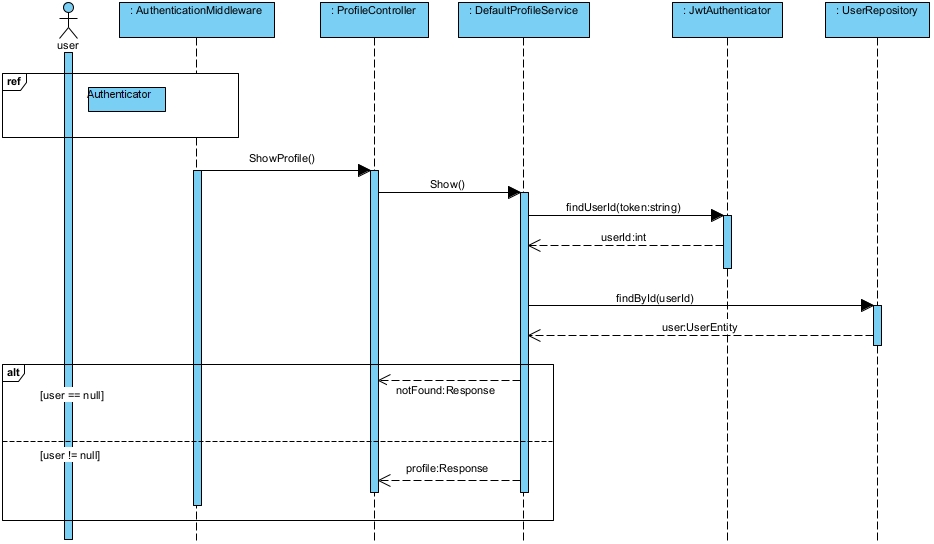 : AuthenticationMiddleware
: ProfileController
: DefaultProfileService
: JwtAuthenticator
: UserRepository
user
ref
Authenticator
ShowProfile()
Show()
findUserId(token:string)
userId:int
findById(userId)
user:UserEntity
alt
[user == null]
notFound:Response
[user != null]
profile:Response